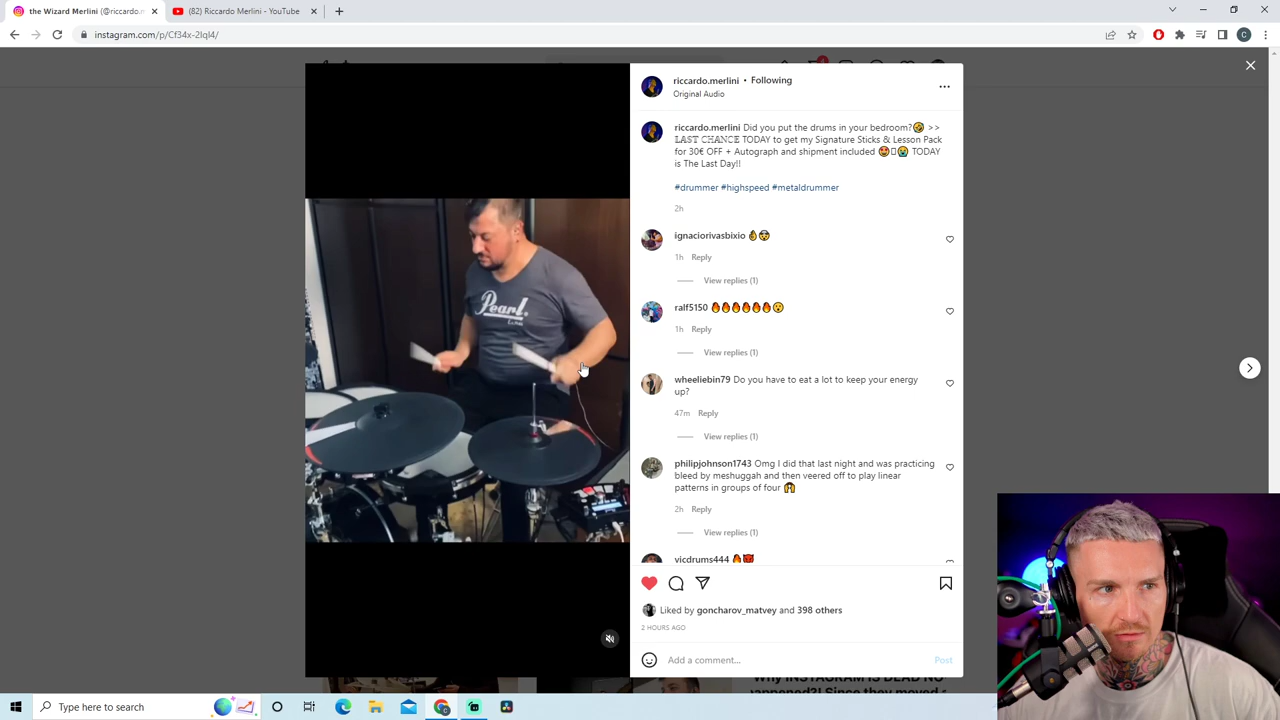 the Wizard Merlini (@riccardo.m
(82) Riccardo Merlini - YouTube
instagram.com/p/Cf34x-2IqI4/
riccardo.merlini • Following
Original Audio
riccardo.merlini Did you put the drums in your bedroom?🤣 >>
𝕃𝔸𝕊𝕋 ℂℍ𝔸ℕℂ𝔼 TODAY to get my Signature Sticks & Lesson Pack
for 30€ OFF + Autograph and shipment included
TODAY
is The Last Day!!
#drummer #highspeed #metaldrummer
2h
ignaciorivasbixio
1h Reply
View replies (1)
ralf5150 🔥🔥🔥🔥🔥🔥😮
1h Reply
View replies (1)
wheeliebin79 Do you have to eat a lot to keep your energy
up?
47m Reply
View replies (1)
philipjohnson1743 Omg I did that last night and was practicing
bleed by meshuggah and then veered off to play linear
patterns in groups of four
2h Reply
View replies (1)
vicdrums444 🔥👿
Liked by goncharov_matvey and 398 others
2 HOURS AGO
Add a comment...
Post
Pearl
Type here to search
C